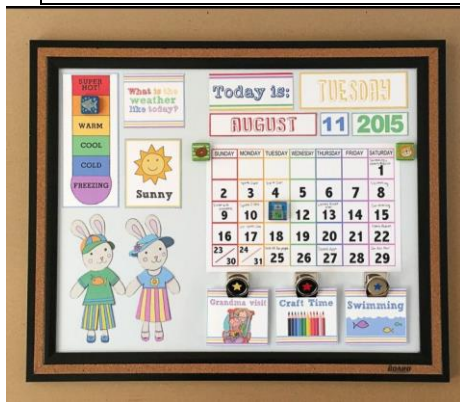 SUPER HOT!
WARM
COOL
COLD
FREEZING
What is the
weather
like today?
Sunny
Today is:
TUESDAY
AUGUST 11 2015
SUNDAY MONDAY TUESDAY WEDNESDAY THURSDAY FRIDAY SATURDAY
1
2 3 4 5 6 7 8
9 10 12 13 14 15
16 17 18 19 20 21 22
23/30 24/31 25 26 27 28 29
Grandma visit
Craft Time
Swimming